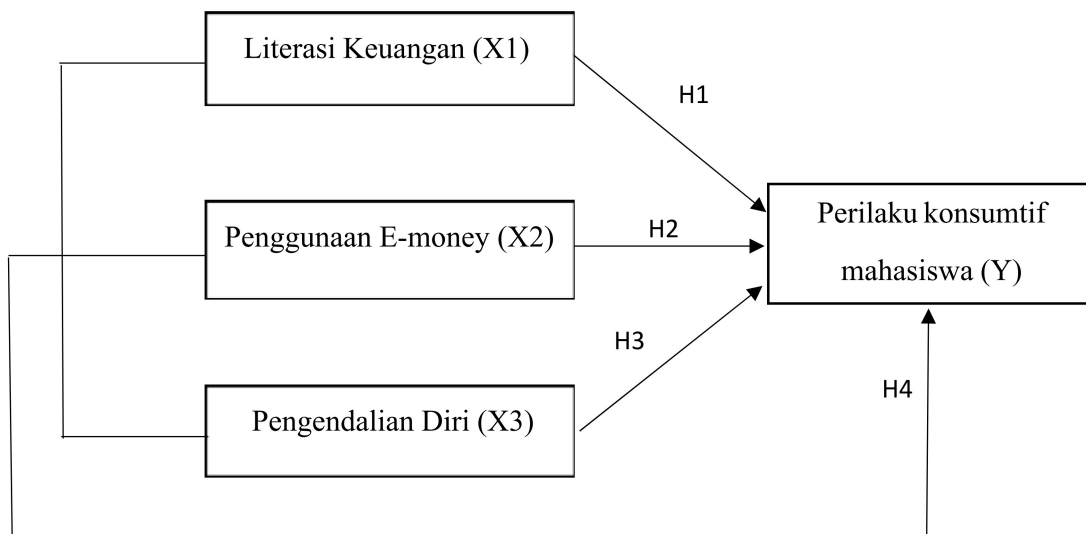 Literasi Keuangan (X1)
H1
Penggunaan E-money (X2)
H2
Perilaku konsumtif
mahasiswa (Y)
H3
Pengendalian Diri (X3)
H4